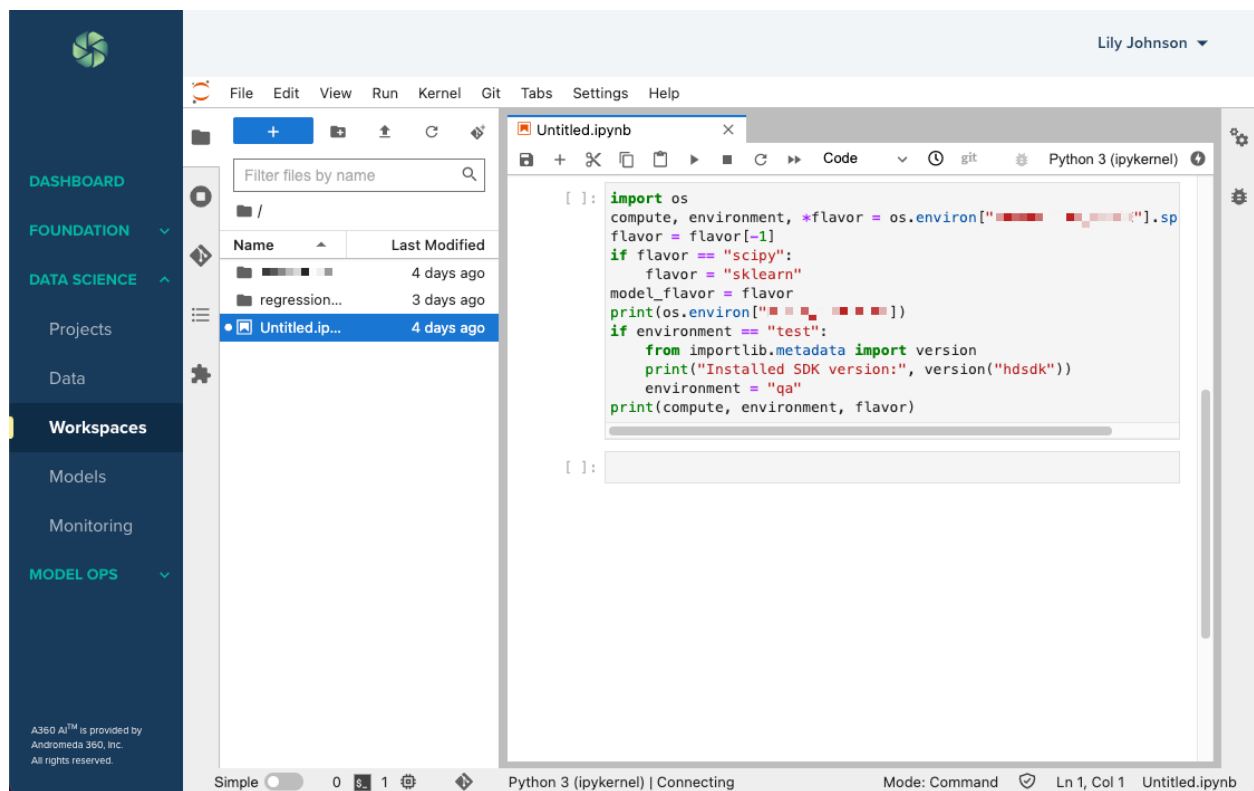 Lily Johnson
File Edit View Run Kernel Git Tabs Settings Help
DASHBOARD
FOUNDATION
DATA SCIENCE
Projects
Data
Workspaces
Models
Monitoring
MODEL OPS
A360 AI™ is provided by
Andromeda 360, Inc.
All rights reserved.
+
Filter files by name
/
Name Last Modified
4 days ago
regression... 3 days ago
Untitled.ip... 4 days ago
Untitled.ipynb
Code git Python 3 (ipykernel)
[ ]: import os
compute, environment, *flavor = os.environ[" "].sp
flavor = flavor[-1]
if flavor == "scipy":
    flavor = "sklearn"
model_flavor = flavor
print(os.environ[" ])
if environment == "test":
    from importlib.metadata import version
    print("Installed SDK version:", version("hdsdk"))
    environment = "qa"
print(compute, environment, flavor)
[ ]:
Simple 0 $_ 1 Python 3 (ipykernel) | Connecting Mode: Command Ln 1, Col 1 Untitled.ipynb